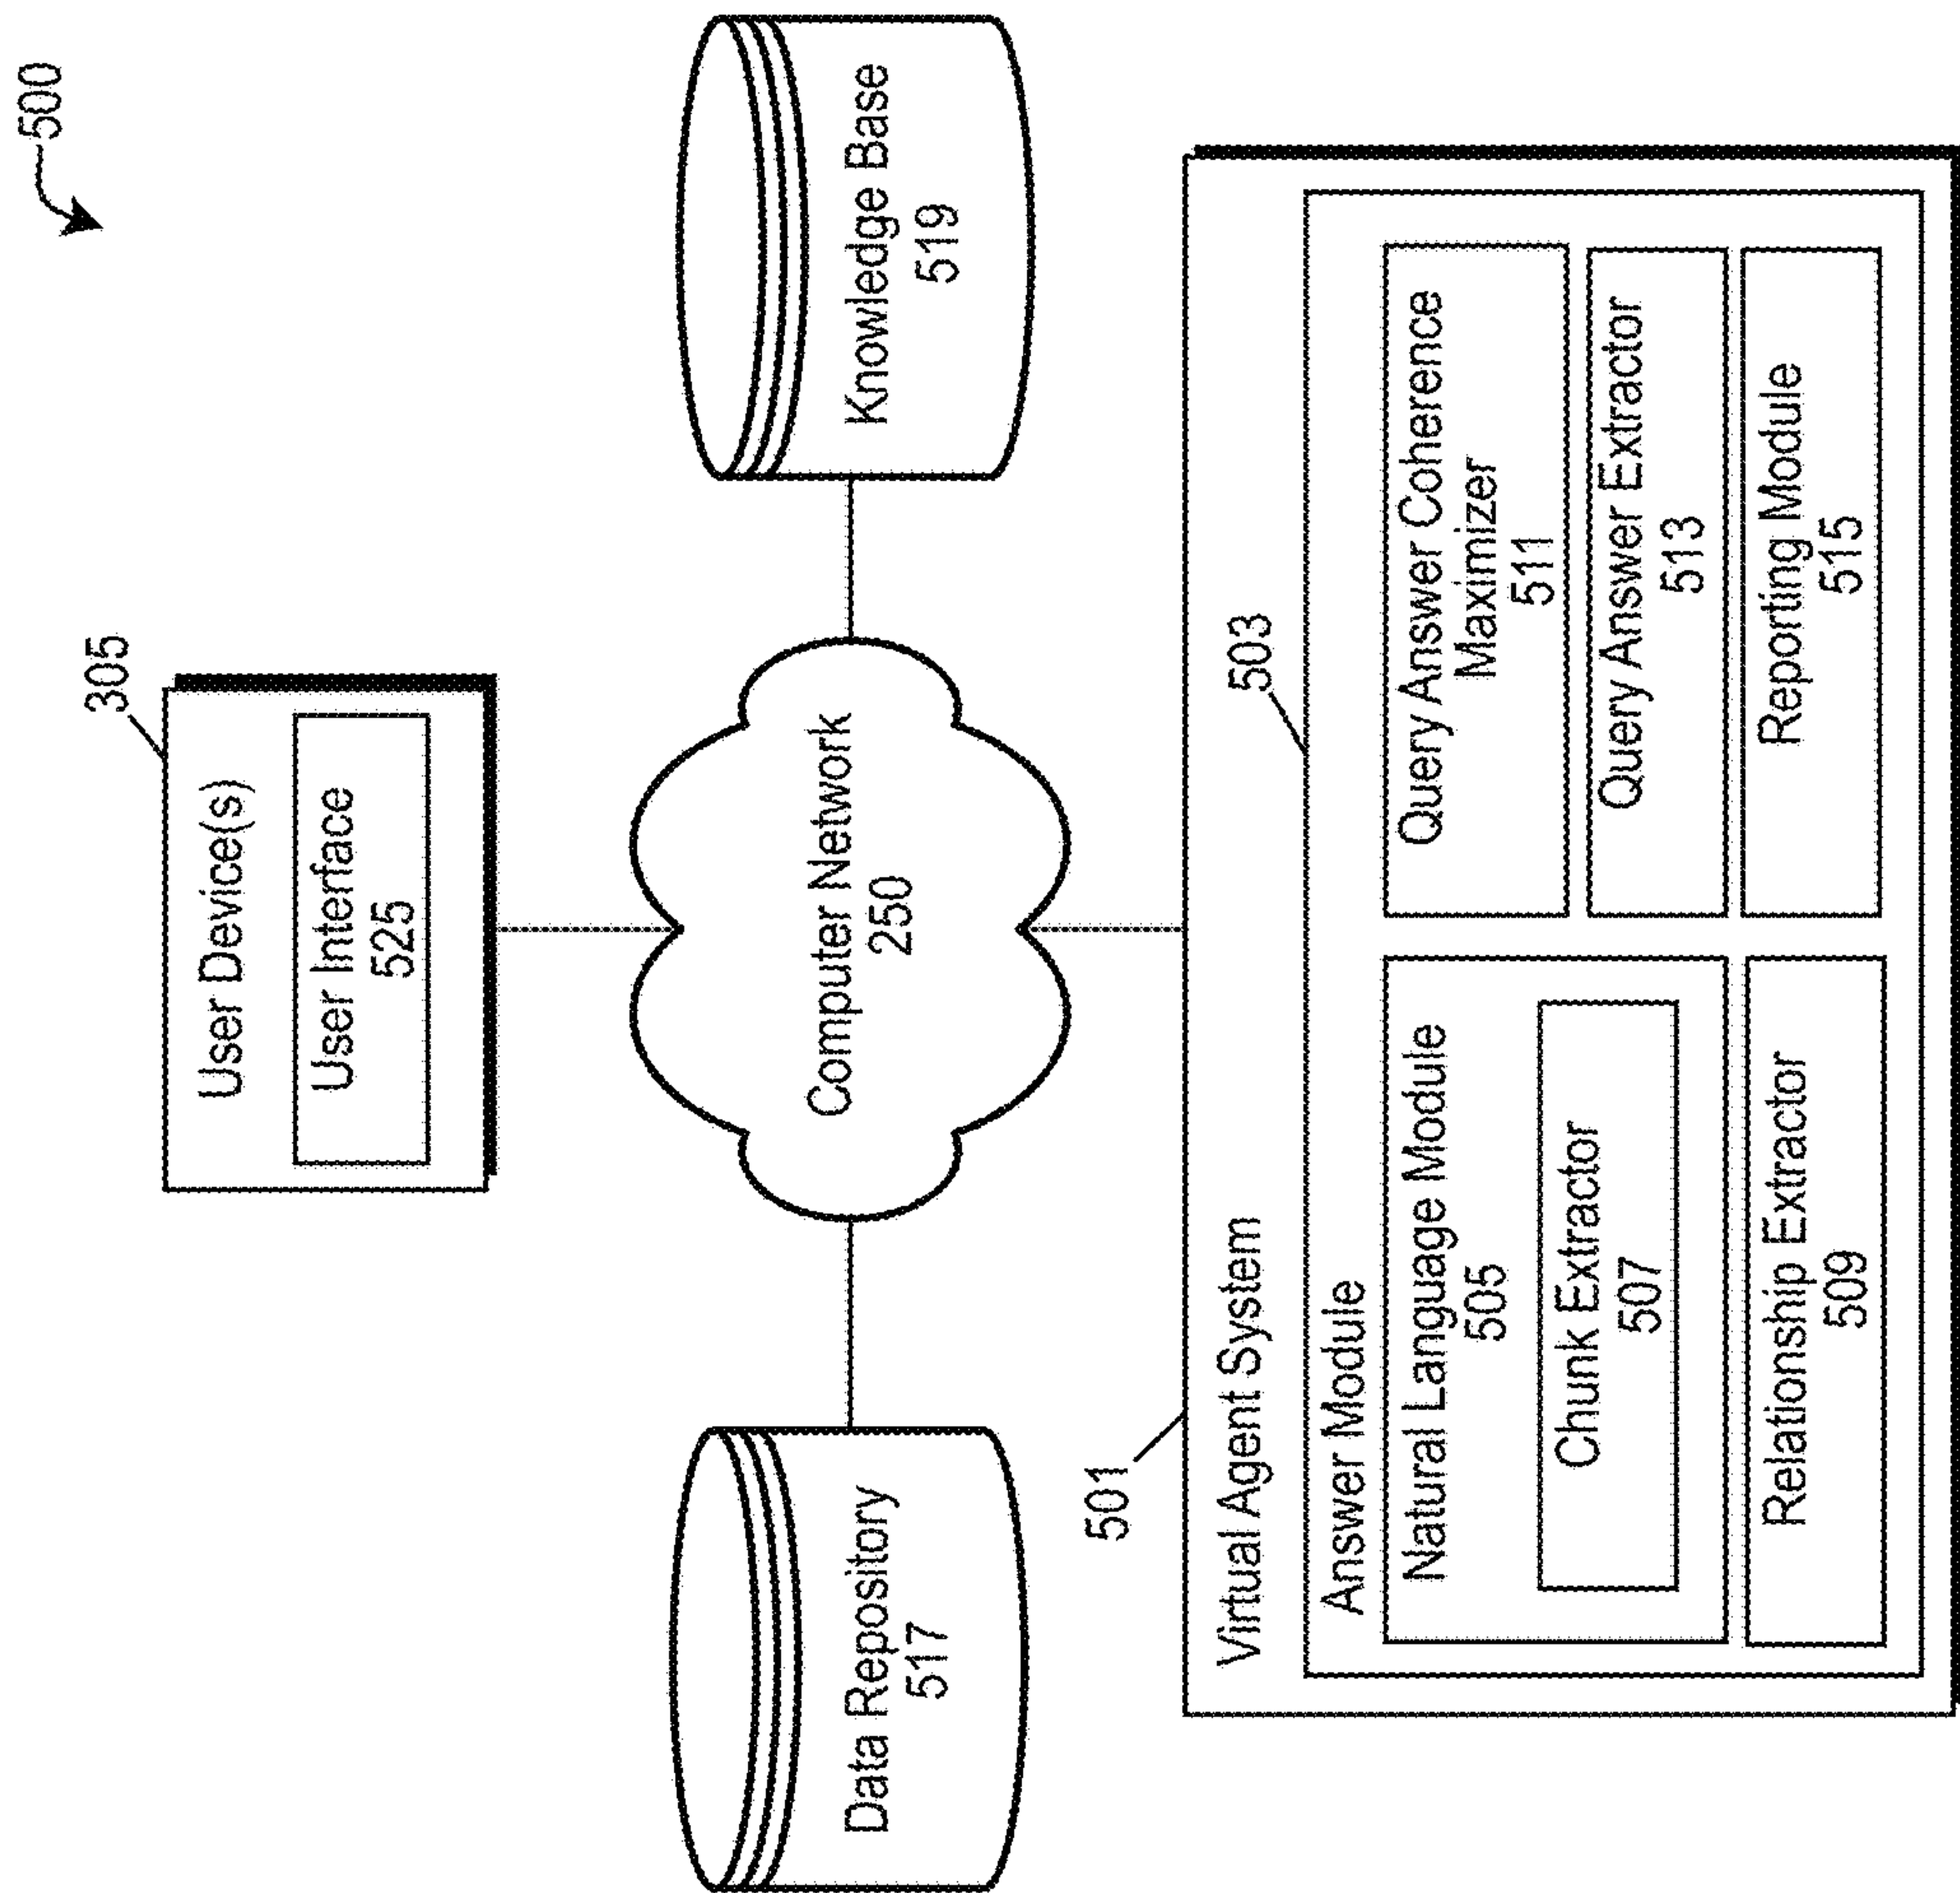 500
305
User Device(s)
User Interface
525
Data Repository
517
Computer Network
250
Knowledge Base
519
501
Virtual Agent System
503
Answer Module
Natural Language Module
505
Chunk Extractor
507
Relationship Extractor
509
Query Answer Coherence
Maximizer
511
Query Answer Extractor
513
Reporting Module
515